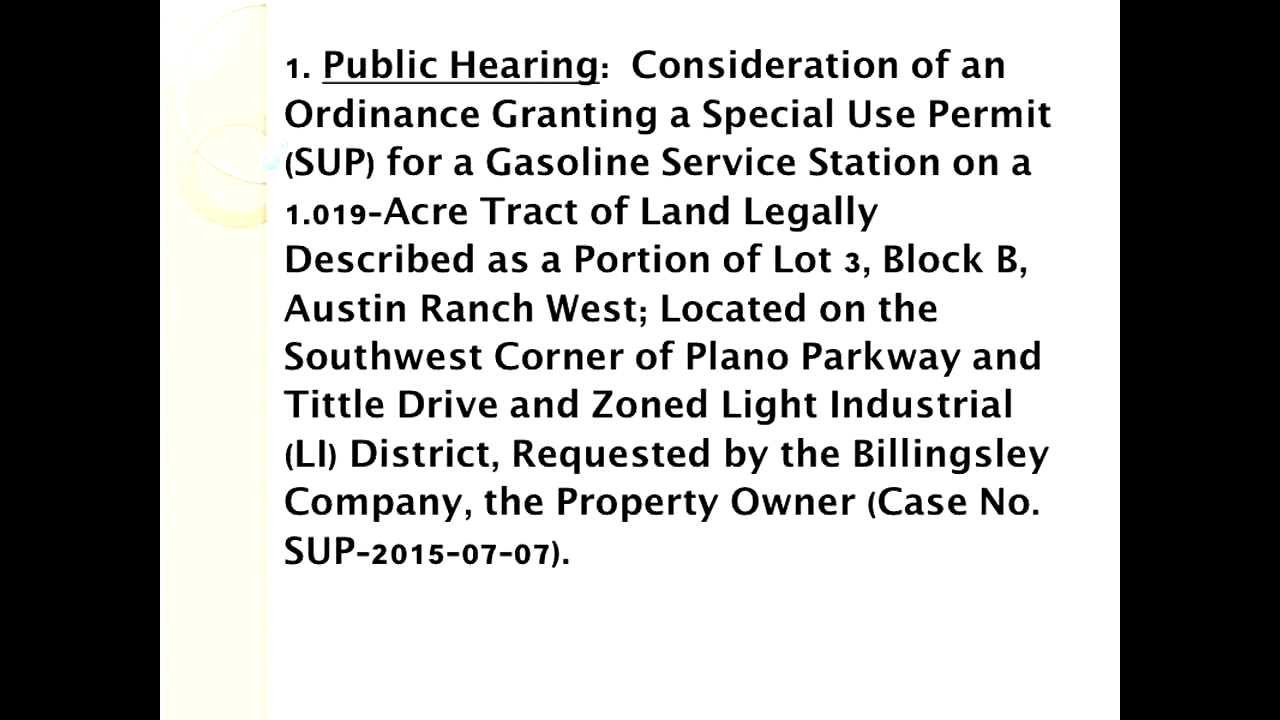 1. Public Hearing: Consideration of an
Ordinance Granting a Special Use Permit
(SUP) for a Gasoline Service Station on a
1.019-Acre Tract of Land Legally
Described as a Portion of Lot 3, Block B,
Austin Ranch West; Located on the
Southwest Corner of Plano Parkway and
Tittle Drive and Zoned Light Industrial
(LI) District, Requested by the Billingsley
Company, the Property Owner (Case No.
SUP-2015-07-07).